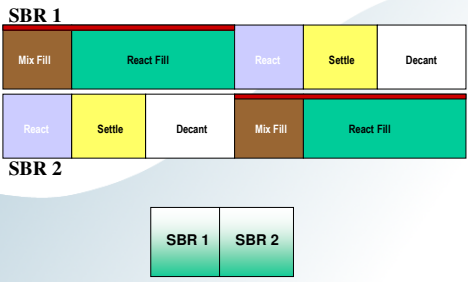 SBR 1
Mix Fill React Fill React Settle Decant
React Settle Decant Mix Fill React Fill
SBR 2
SBR 1 SBR 2